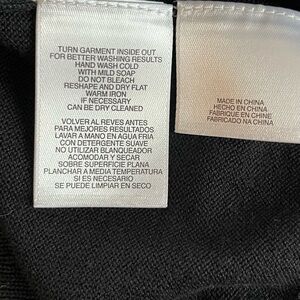 TURN GARMENT INSIDE OUT
FOR BETTER WASHING RESULTS
HAND WASH COLD
WITH MILD SOAP
DO NOT BLEACH
RESHAPE AND DRY FLAT
WARM IRON
IF NECESSARY
CAN BE DRY CLEANED
VOLVER AL REVES ANTES
PARA MEJORES RESULTADOS
LAVAR A MANO EN AGUA FRIA
CON DETERGENTE SUAVE
NO UTILIZAR BLANQUEADOR
ACOMODAR Y SECAR
SOBRE SUPERFICIE PLANA
PLANCHAR A MEDIA TEMPERATURA
SI ES NECESARIO
SE PUEDE LIMPIAR EN SECO
MADE IN CHINA
HECHO EN CHINA
FABRIQUE EN CHINE
FABRICADO NA CHINA